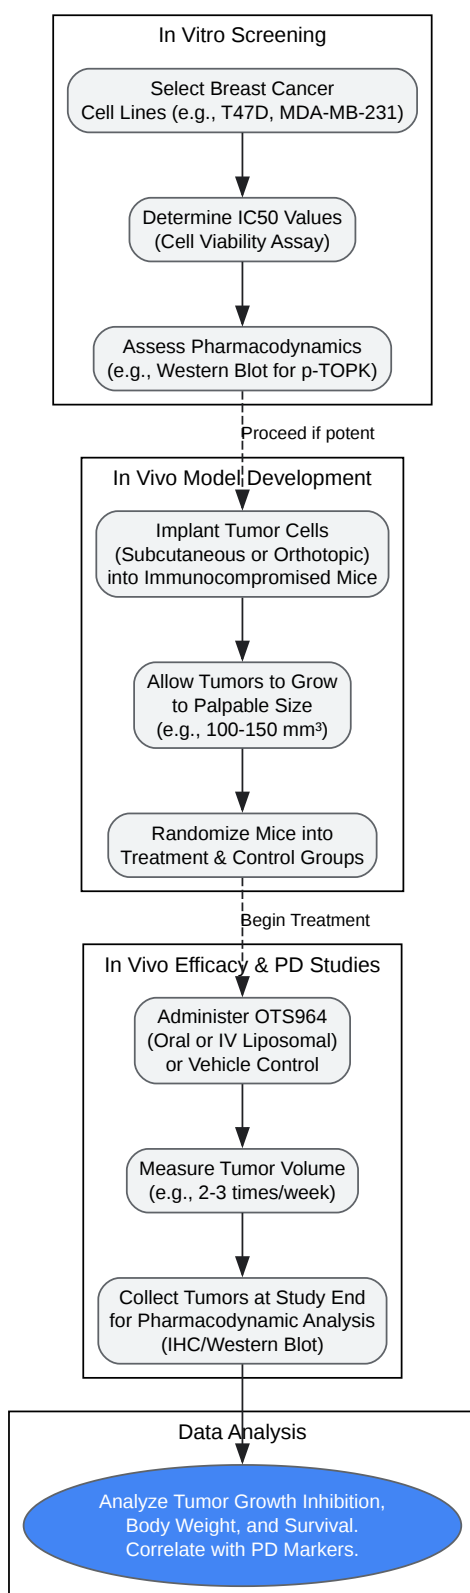 In Vitro Screening
Select Breast Cancer
Cell Lines (e.g., T47D, MDA-MB-231)
Determine IC50 Values
(Cell Viability Assay)
Assess Pharmacodynamics
(e.g., Western Blot for p-TOPK)
Proceed if potent
In Vivo Model Development
Implant Tumor Cells
(Subcutaneous or Orthotopic)
into Immunocompromised Mice
Allow Tumors to Grow
to Palpable Size
(e.g., 100-150 mm³)
Randomize Mice into
Treatment & Control Groups
Begin Treatment
In Vivo Efficacy & PD Studies
Administer OTS964
(Oral or IV Liposomal)
or Vehicle Control
Measure Tumor Volume
(e.g., 2-3 times/week)
Collect Tumors at Study End
for Pharmacodynamic Analysis
(IHC/Western Blot)
Data Analysis
Analyze Tumor Growth Inhibition,
Body Weight, and Survival.
Correlate with PD Markers.